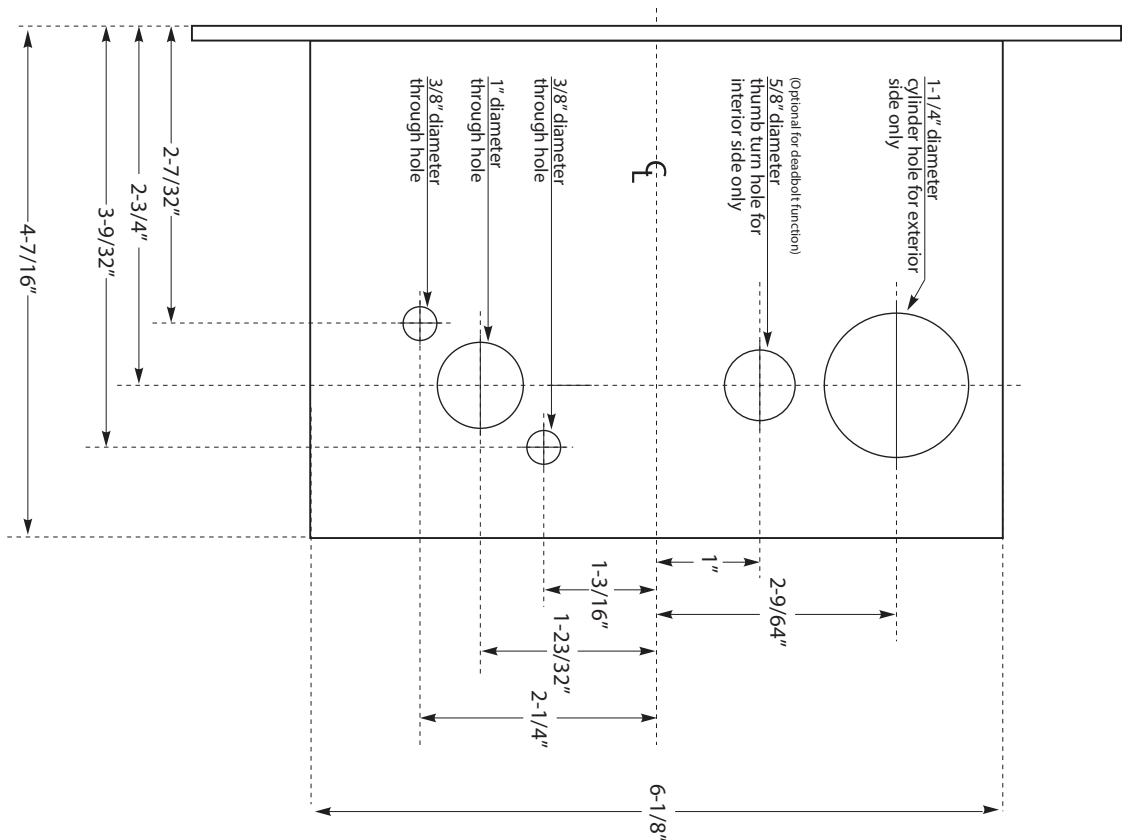 1-1/4' diameter
cylinder hole for exterior
side only
(Optional for deadbolt function)
5/8" diameter
thumb turn hole for
interior side only
2-9/64"
1"
CL
6-1/8"
1-3/16"
3/8" diameter
through hole
1-23/32"
2-1/4"
1" diameter
through hole
3/8" diameter
through hole
2-7/32"
2-3/4"
3-9/32"
4-7/16"